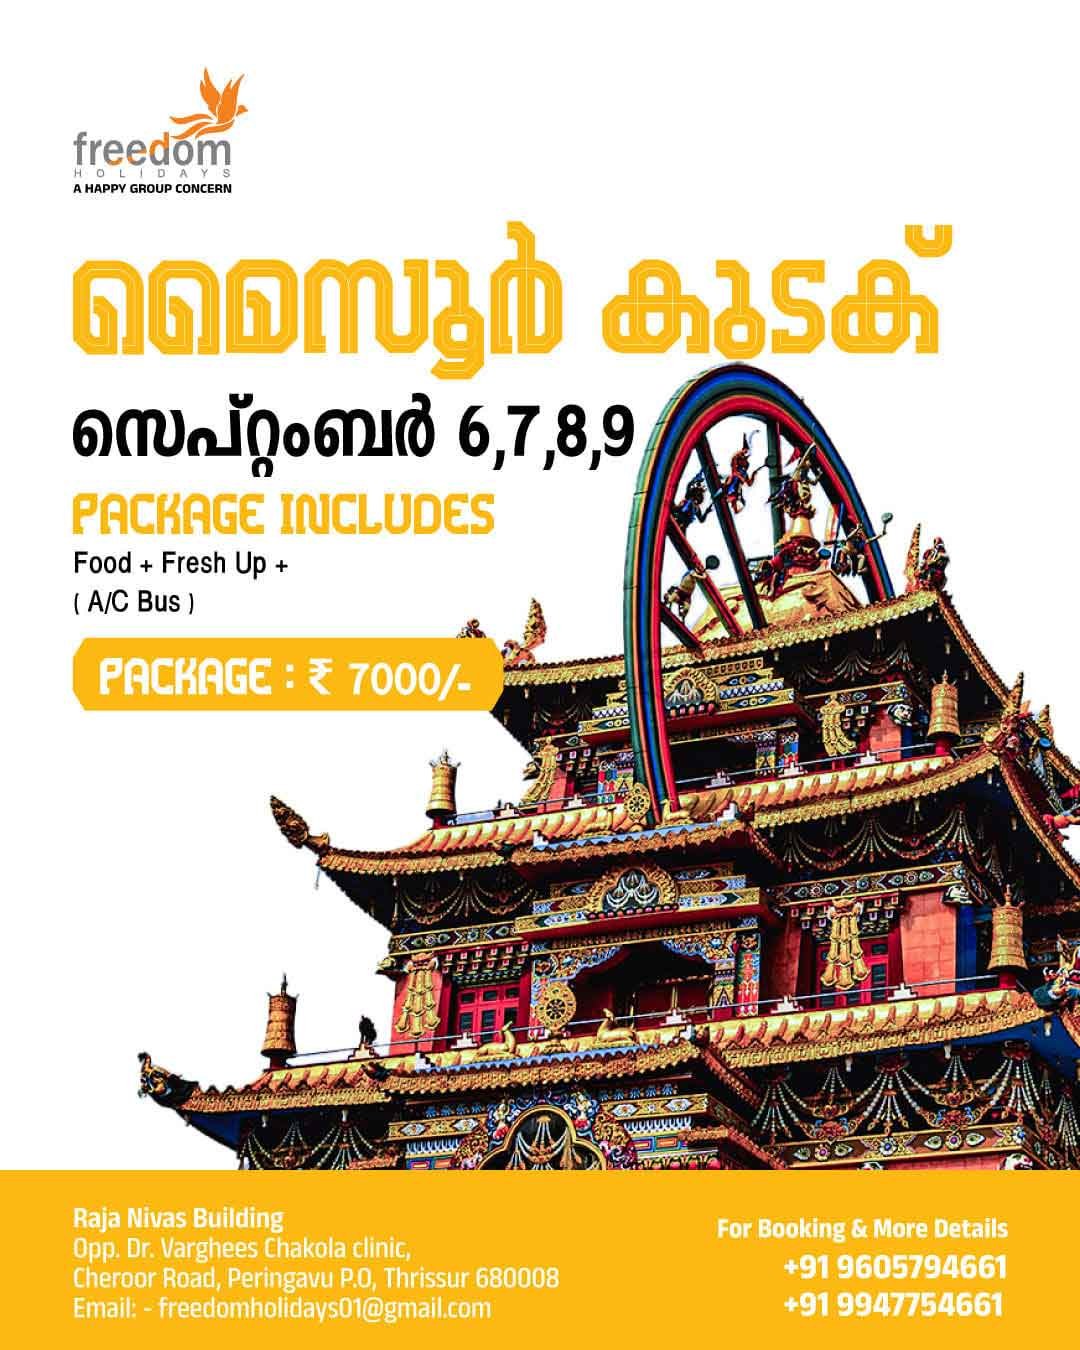 freedom
HOLIDAYS
A HAPPY GROUP CONCERN
മൈസൂർ കുടക്
സെപ്റ്റംബർ 6,7,8,9
PACKAGE INCLUDES
Food + Fresh Up +
( A/C Bus )
PACKAGE : ₹ 7000/-
Raja Nivas Building
Opp. Dr. Varghees Chakola clinic,
Cheroor Road, Peringavu P.O, Thrissur 680008
Email: - freedomholidays01@gmail.com
For Booking & More Details
+91 9605794661
+91 9947754661